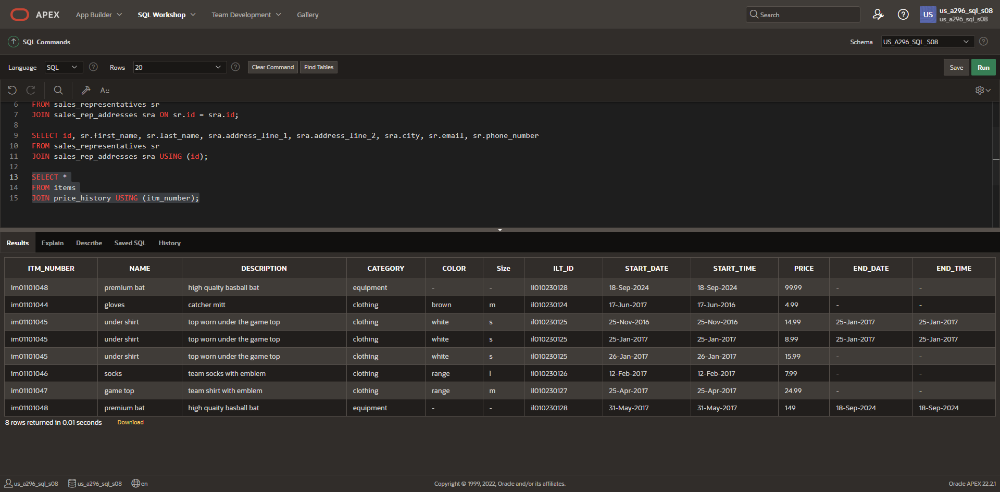 APEX App Builder SQL Workshop Team Development Gallery Search US us_a296_sql_s08
us_a296_sql_s08
SQL Commands Schema US_A296_SQL_S08
Language SQL Rows 20 Clear Command Find Tables Save Run
A
6 FROM sales_representatives sr
7 JOIN sales_rep_addresses sra ON sr.id = sra.id;
8
9 SELECT id, sr.first_name, sr.last_name, sra.address_line_1, sra.address_line_2, sra.city, sr.email, sr.phone_number
10 FROM sales_representatives sr
11 JOIN sales_rep_addresses sra USING (id);
12
13 SELECT *
14 FROM items
15 JOIN price_history USING (itm_number);
Results Explain Describe Saved SQL History
ITM_NUMBER NAME DESCRIPTION CATEGORY COLOR Size ILT_ID START_DATE START_TIME PRICE END_DATE END_TIME
im01101048 premium bat high quaity basball bat equipment - - il010230128 18-Sep-2024 18-Sep-2024 99.99 - -
im01101044 gloves catcher mitt clothing brown m il010230124 17-Jun-2017 17-Jun-2016 4.99 - -
im01101045 under shirt top worn under the game top clothing white s il010230125 25-Nov-2016 25-Nov-2016 14.99 25-Jan-2017 25-Jan-2017
im01101045 under shirt top worn under the game top clothing white s il010230125 25-Jan-2017 25-Jan-2017 8.99 25-Jan-2017 25-Jan-2017
im01101045 under shirt top worn under the game top clothing white s il010230125 26-Jan-2017 26-Jan-2017 15.99 - -
im01101046 socks team socks with emblem clothing range l il010230126 12-Feb-2017 12-Feb-2017 7.99 - -
im01101047 game top team shirt with emblem clothing range m il010230127 25-Apr-2017 25-Apr-2017 24.99 - -
im01101048 premium bat high quaity basball bat equipment - - il010230128 31-May-2017 31-May-2017 149 18-Sep-2024 18-Sep-2024
8 rows returned in 0.01 seconds Download
us_a296_sql_s08 us_a296_sql_s08 en Copyright © 1999, 2022, Oracle and/or its affiliates. Oracle APEX 22.2.1